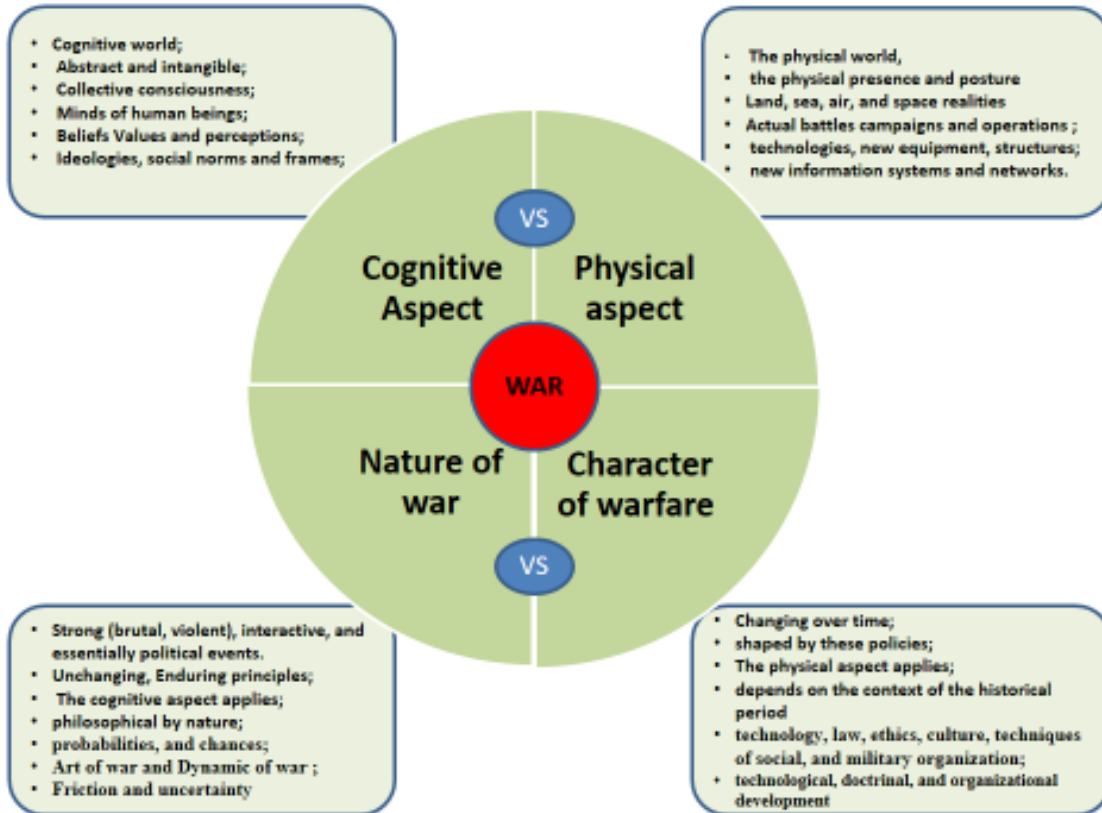 • Cognitive world;
• Abstract and intangible;
• Collective consciousness;
• Minds of human beings;
• Beliefs Values and perceptions;
• Ideologies, social norms and frames;
- The physical world,
• the physical presence and posture
• Land, sea, air, and space realities
• Actual battles campaigns and operations ;
• technologies, new equipment, structures;
• new information systems and networks.
VS
Cognitive
Aspect
Physical
aspect
WAR
Nature of
war
Character
of warfare
VS
• Strong (brutal, violent), interactive, and
essentially political events.
• Unchanging, Enduring principles;
• The cognitive aspect applies;
• philosophical by nature;
• probabilities, and chances;
• Art of war and Dynamic of war ;
• Friction and uncertainty
• Changing over time;
• shaped by these policies;
• The physical aspect applies;
• depends on the context of the historical
period
• technology, law, ethics, culture, techniques
of social, and military organization;
• technological, doctrinal, and organizational
development